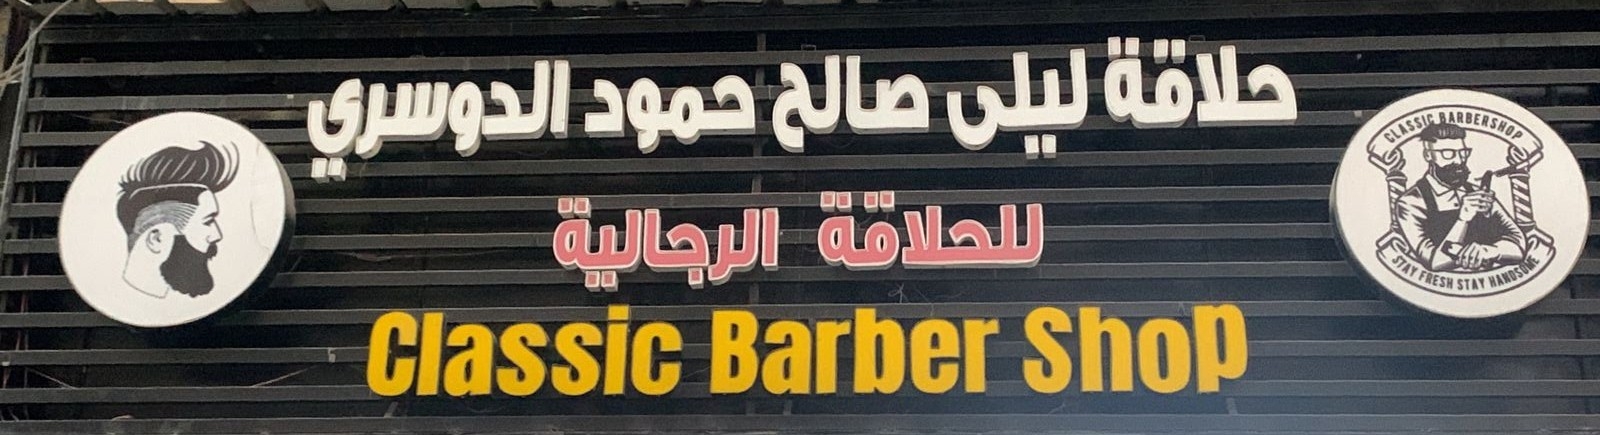 حلاقة ليلى صالح حمود الدوسري
للحلاقة الرجالية
Classic Barber Shop
CLASSIC BARBERSHOP
STAY FRESH STAY HANDSOME